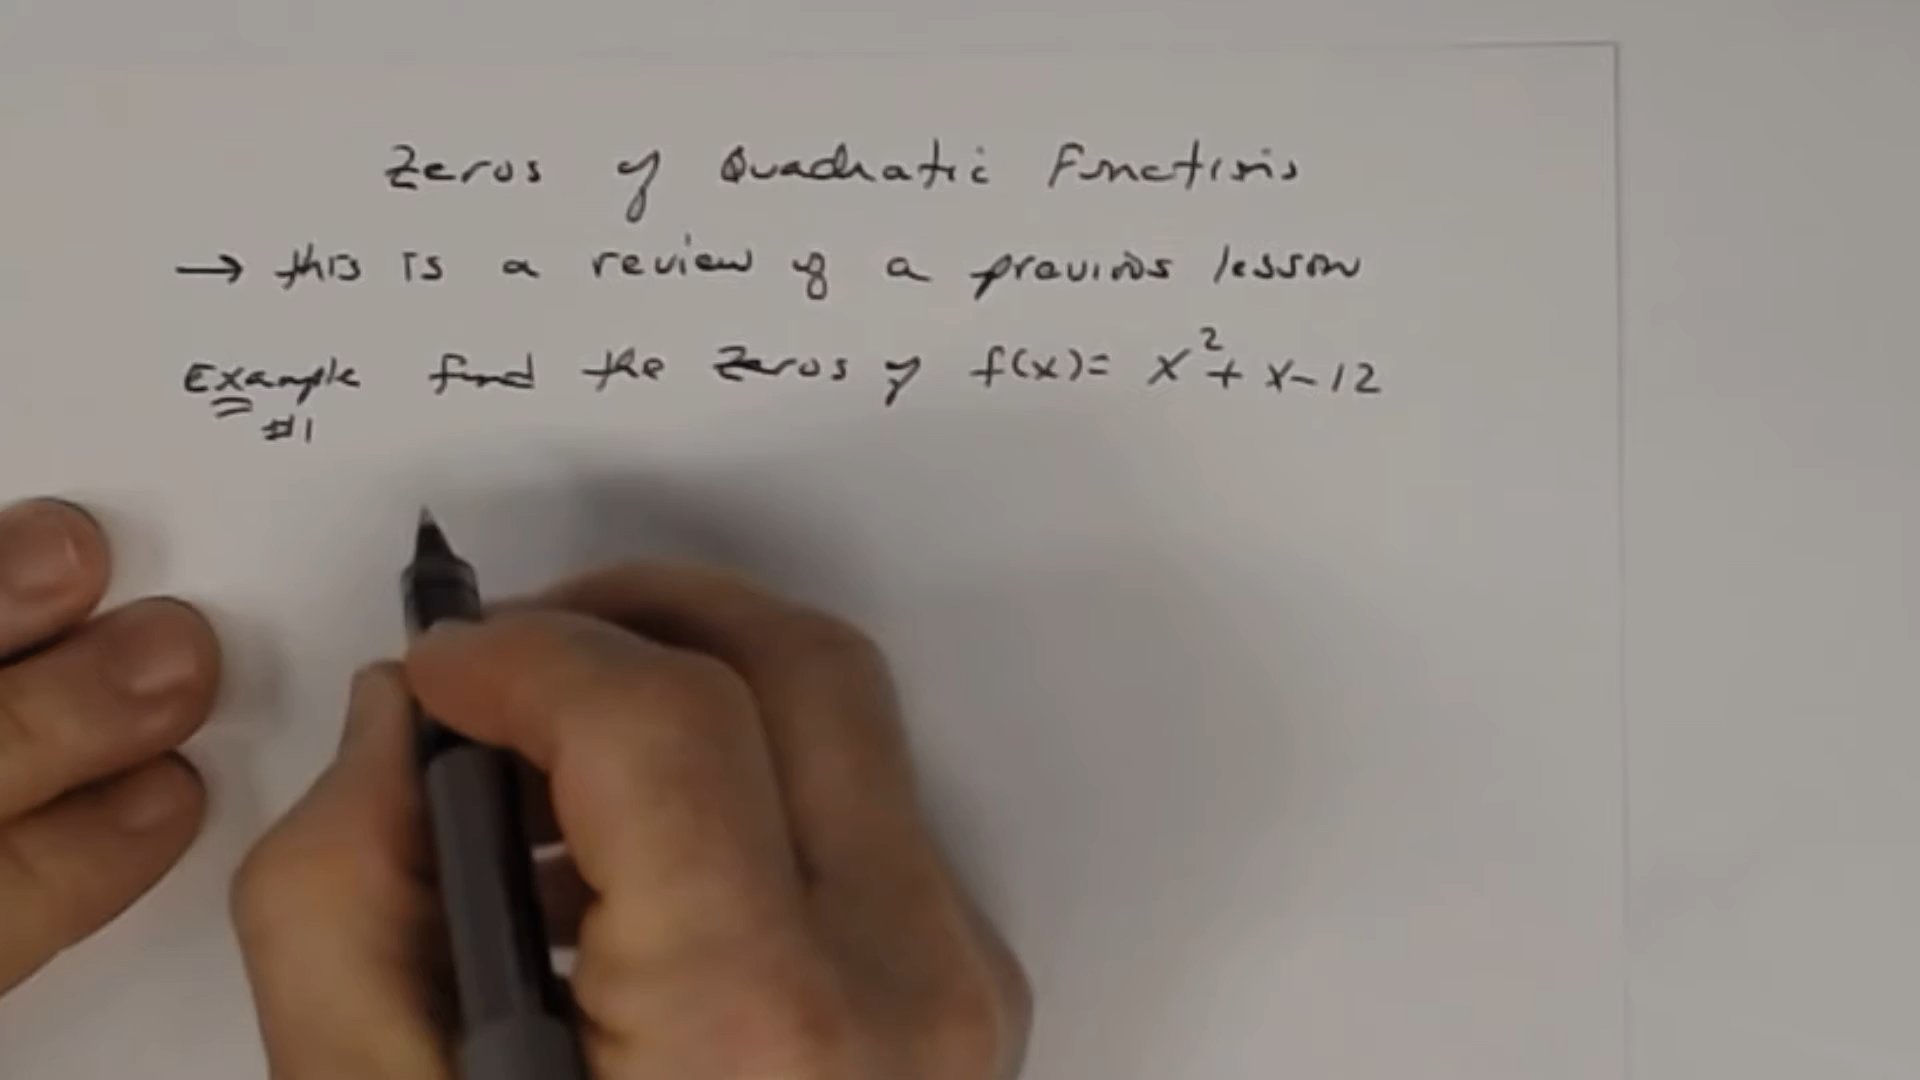 Zeros of Quadratic Functions
→ this is a review of a previous lesson
Example find the zeros of f(x) = x² + x - 12
#1